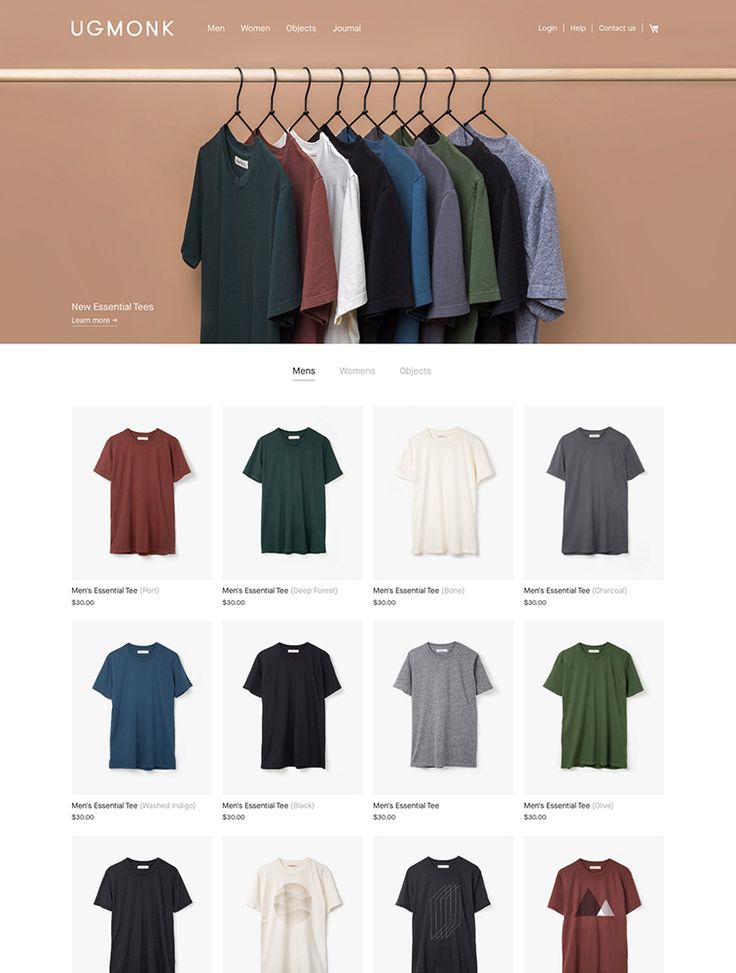 UGMONK Men Women Objects Journal Login | Help | Contact us |
New Essential Tees
Learn more →
Mens Womens Objects
Men's Essential Tee (Port) Men's Essential Tee (Deep Forest) Men's Essential Tee (Bone) Men's Essential Tee (Charcoal)
$30.00 $30.00 $30.00 $30.00
Men's Essential Tee (Washed Indigo) Men's Essential Tee (Black) Men's Essential Tee Men's Essential Tee (Olive)
$30.00 $30.00 $30.00 $30.00